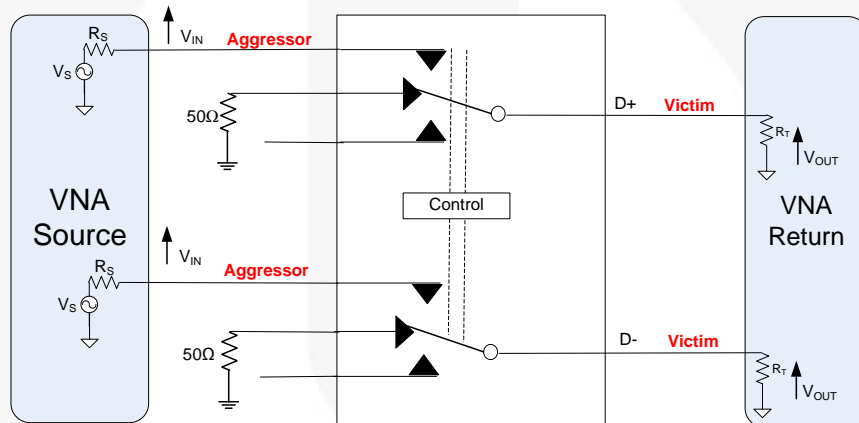 RS
VIN
Aggressor
VS
50Ω
D+
Victim
RT
VOUT
Control
VNA
Source
VNA
Return
VIN
RS
Aggressor
VS
50Ω
D-
Victim
RT
VOUT